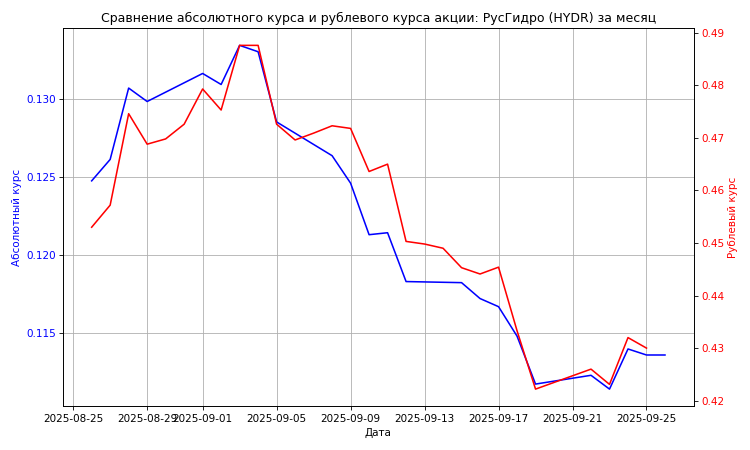 Сравнение абсолютного курса и рублевого курса акции: РусГидро (HYDR) за месяц
Абсолютный курс
0.130
0.125
0.120
0.115
0.49
0.48
0.47
0.46
0.45
0.44
0.43
0.42
Рублевый курс
2025-08-25 2025-08-29 2025-09-01 2025-09-05 2025-09-09 2025-09-13 2025-09-17 2025-09-21 2025-09-25
Дата